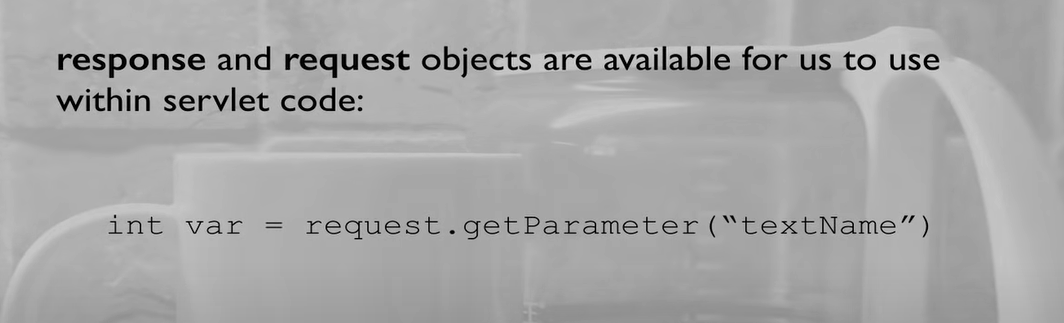 response and request objects are available for us to use
within servlet code:
int var = request.getParameter(“textName”)